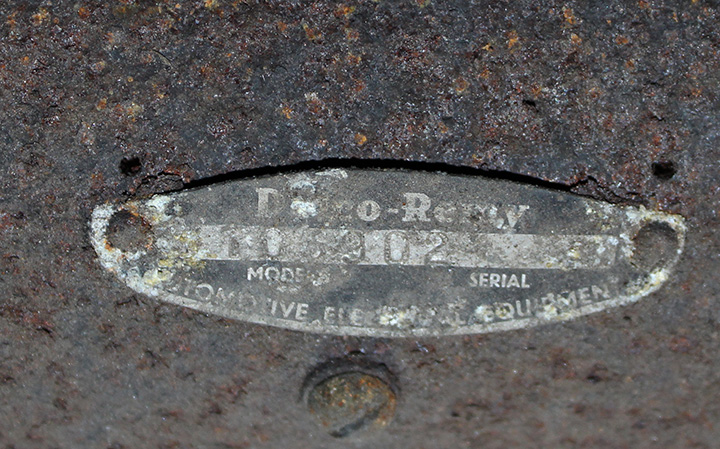 Delco-Remy
MODEL SERIAL
AUTOMOTIVE ELECTRICAL EQUIPMENT